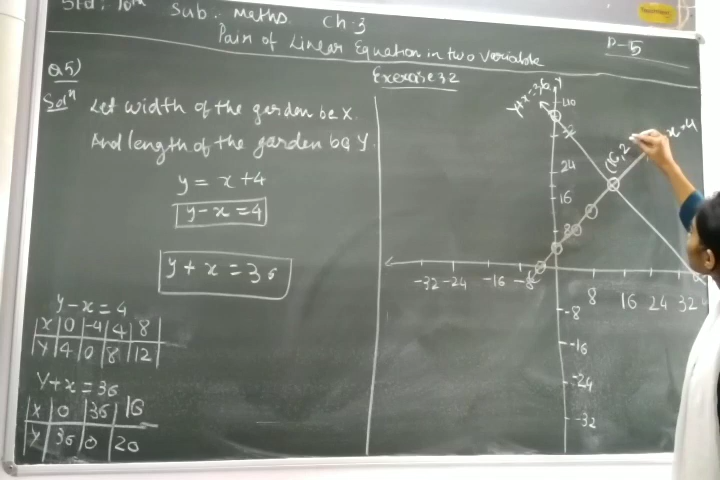 Std: 10th Sub: Maths. Ch-3
Pair of Linear Equation in two Variable
P-5
Q.5)
Exercise 3.2
Solⁿ Let width of the garden be x.
And length of the garden be y.
y = x + 4
y - x = 4
y + x = 36
y - x = 4
x | 0 | -4 | 4 | 8
y | 4 | 0 | 8 | 12
y + x = 36
x | 0 | 36 | 16
y | 36 | 0 | 20
y+x=36
y
40
24
16
8
(16, 2
-32 -24 -16 -8
8 16 24 32
-8
-16
-24
-32